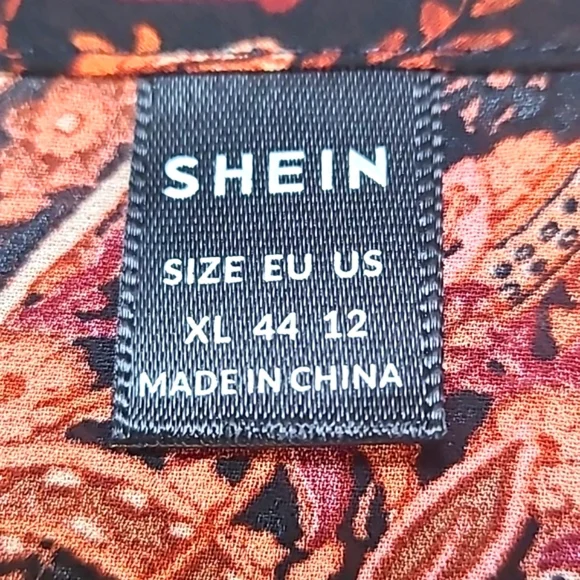 SHEIN
SIZE EU US
XL 44 12
MADE IN CHINA